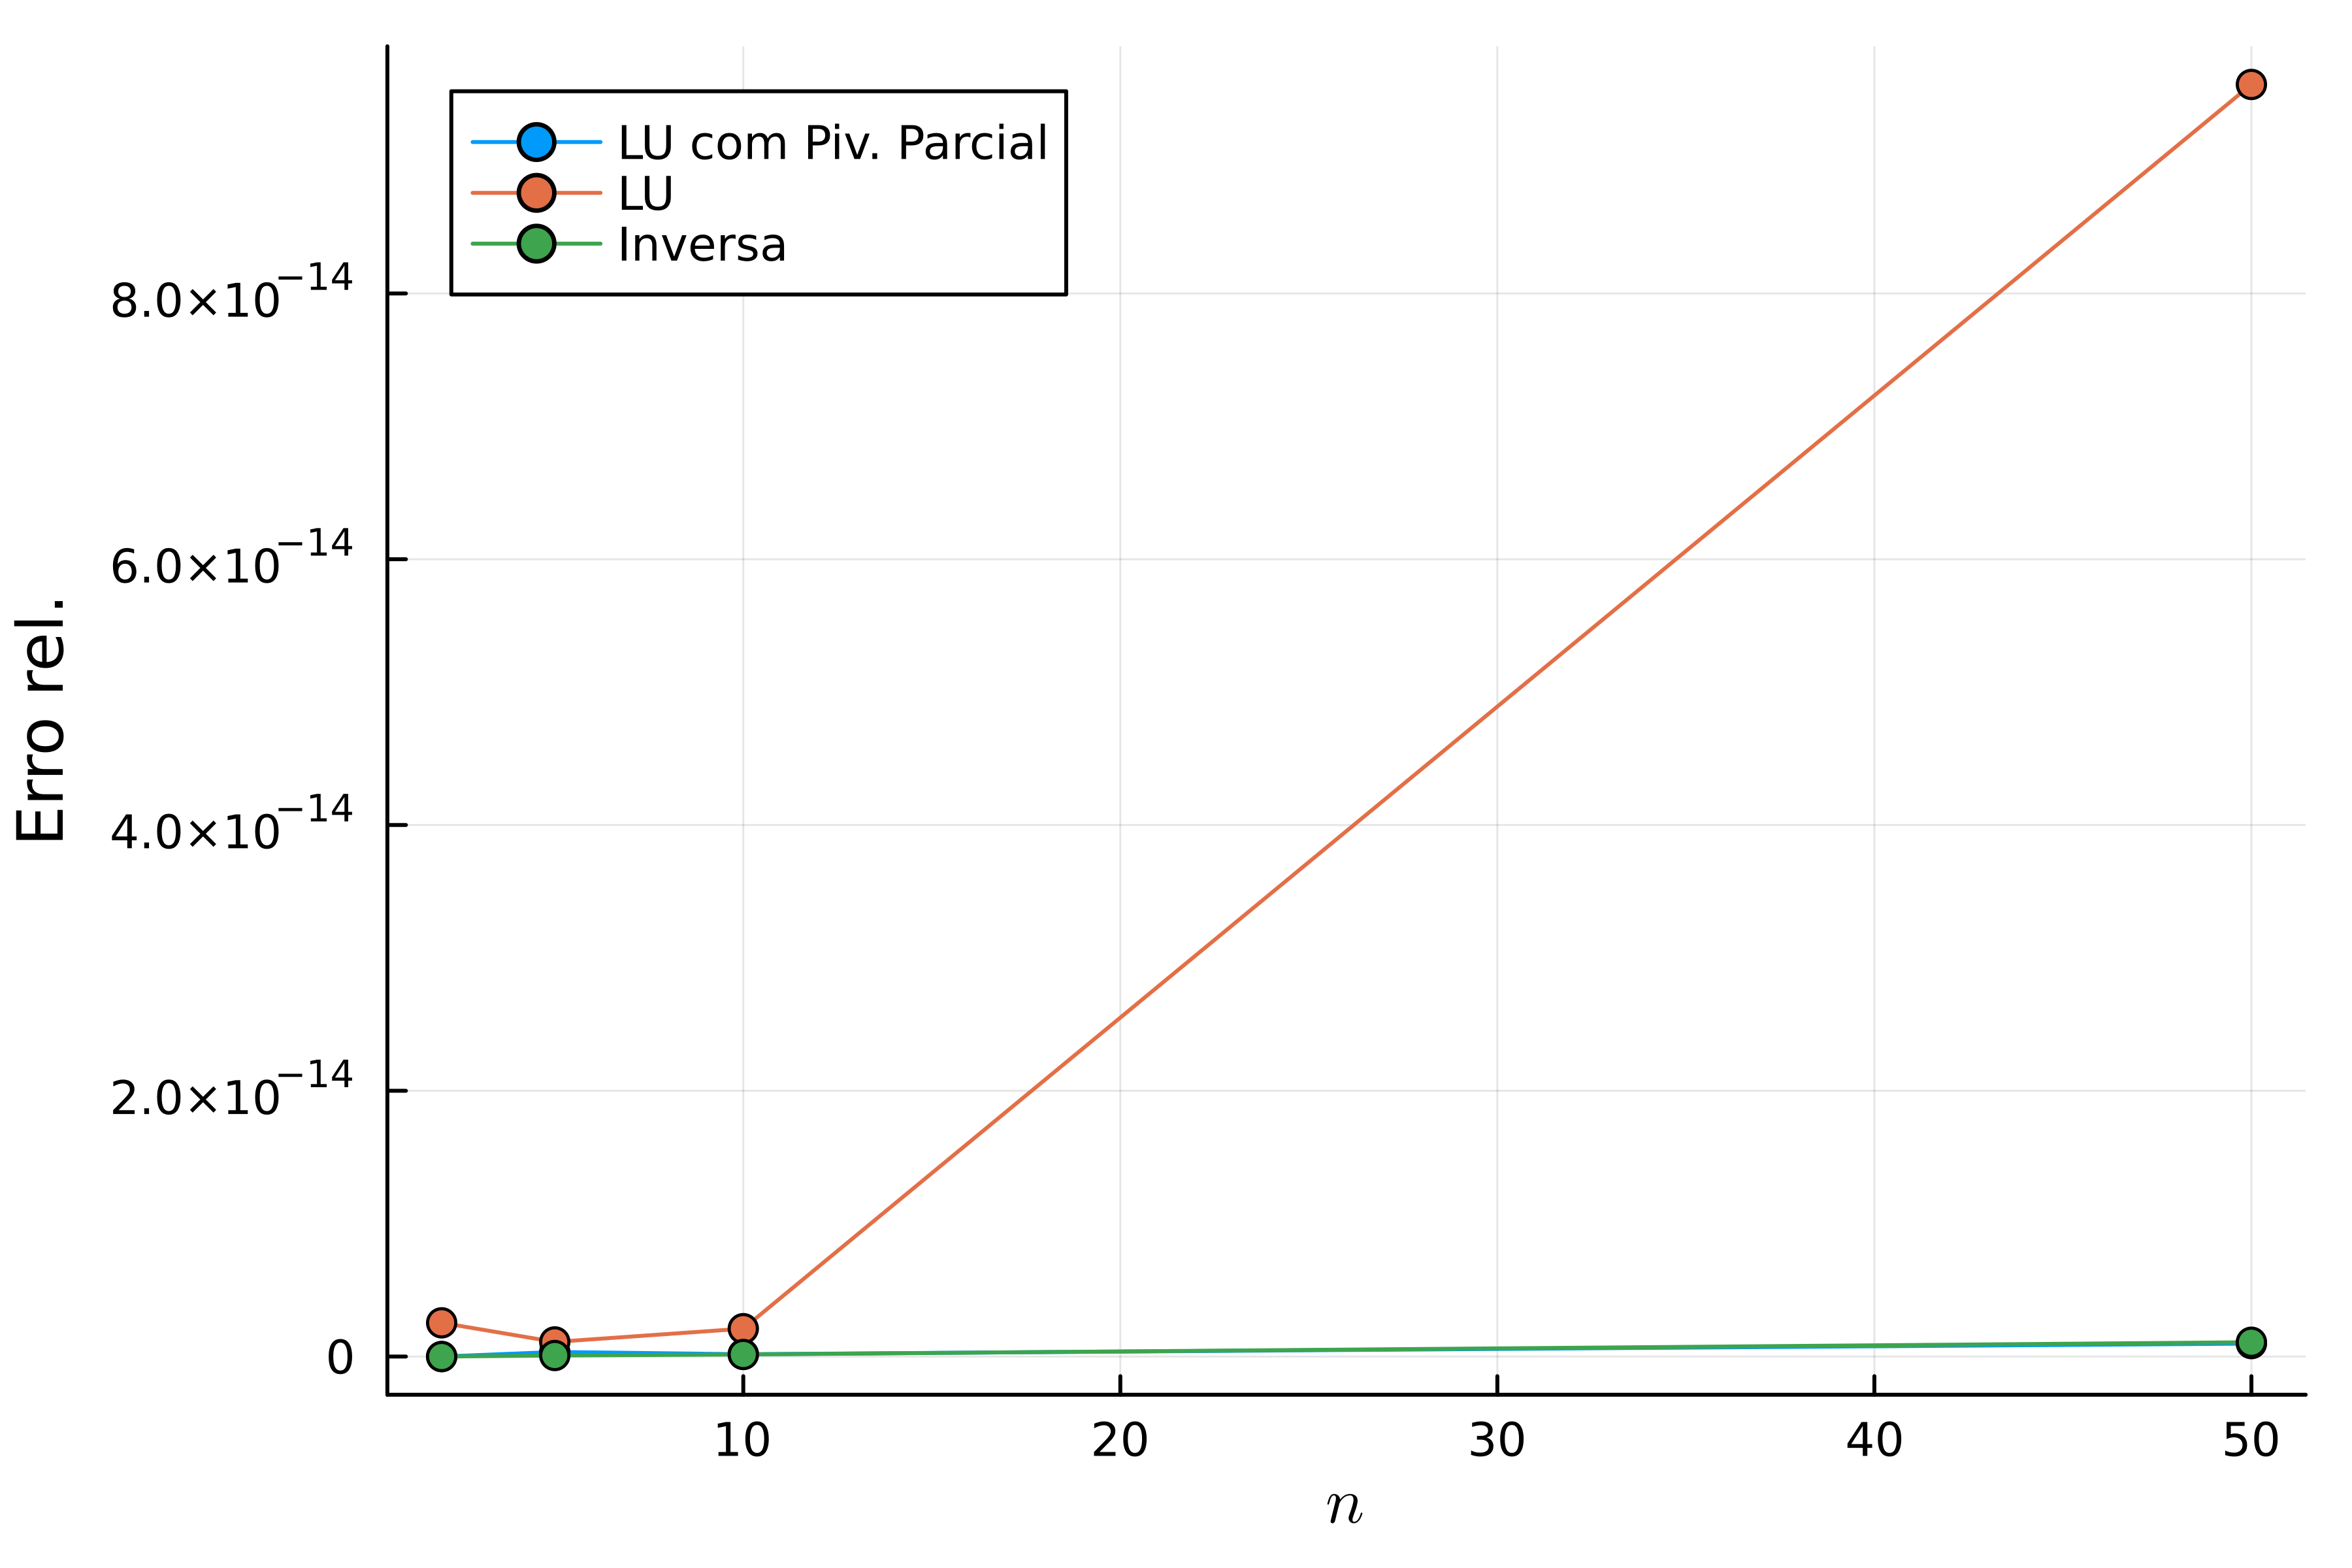 LU com Piv. Parcial
LU
Inversa
8.0×10⁻¹⁴
6.0×10⁻¹⁴
4.0×10⁻¹⁴
2.0×10⁻¹⁴
0
Erro rel.
10 20 30 40 50
n